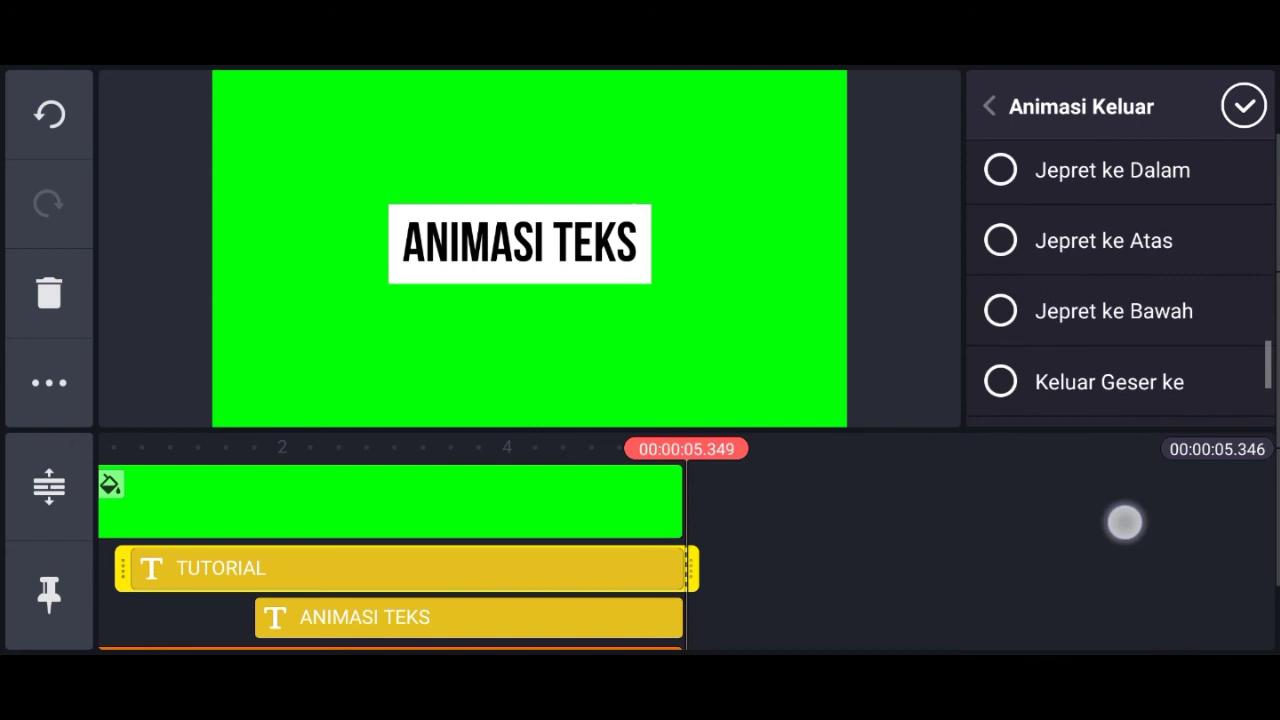 Animasi Keluar
Jepret ke Dalam
Jepret ke Atas
Jepret ke Bawah
Keluar Geser ke
ANIMASI TEKS
2
4
00:00:05.349
00:00:05.346
T TUTORIAL
T ANIMASI TEKS